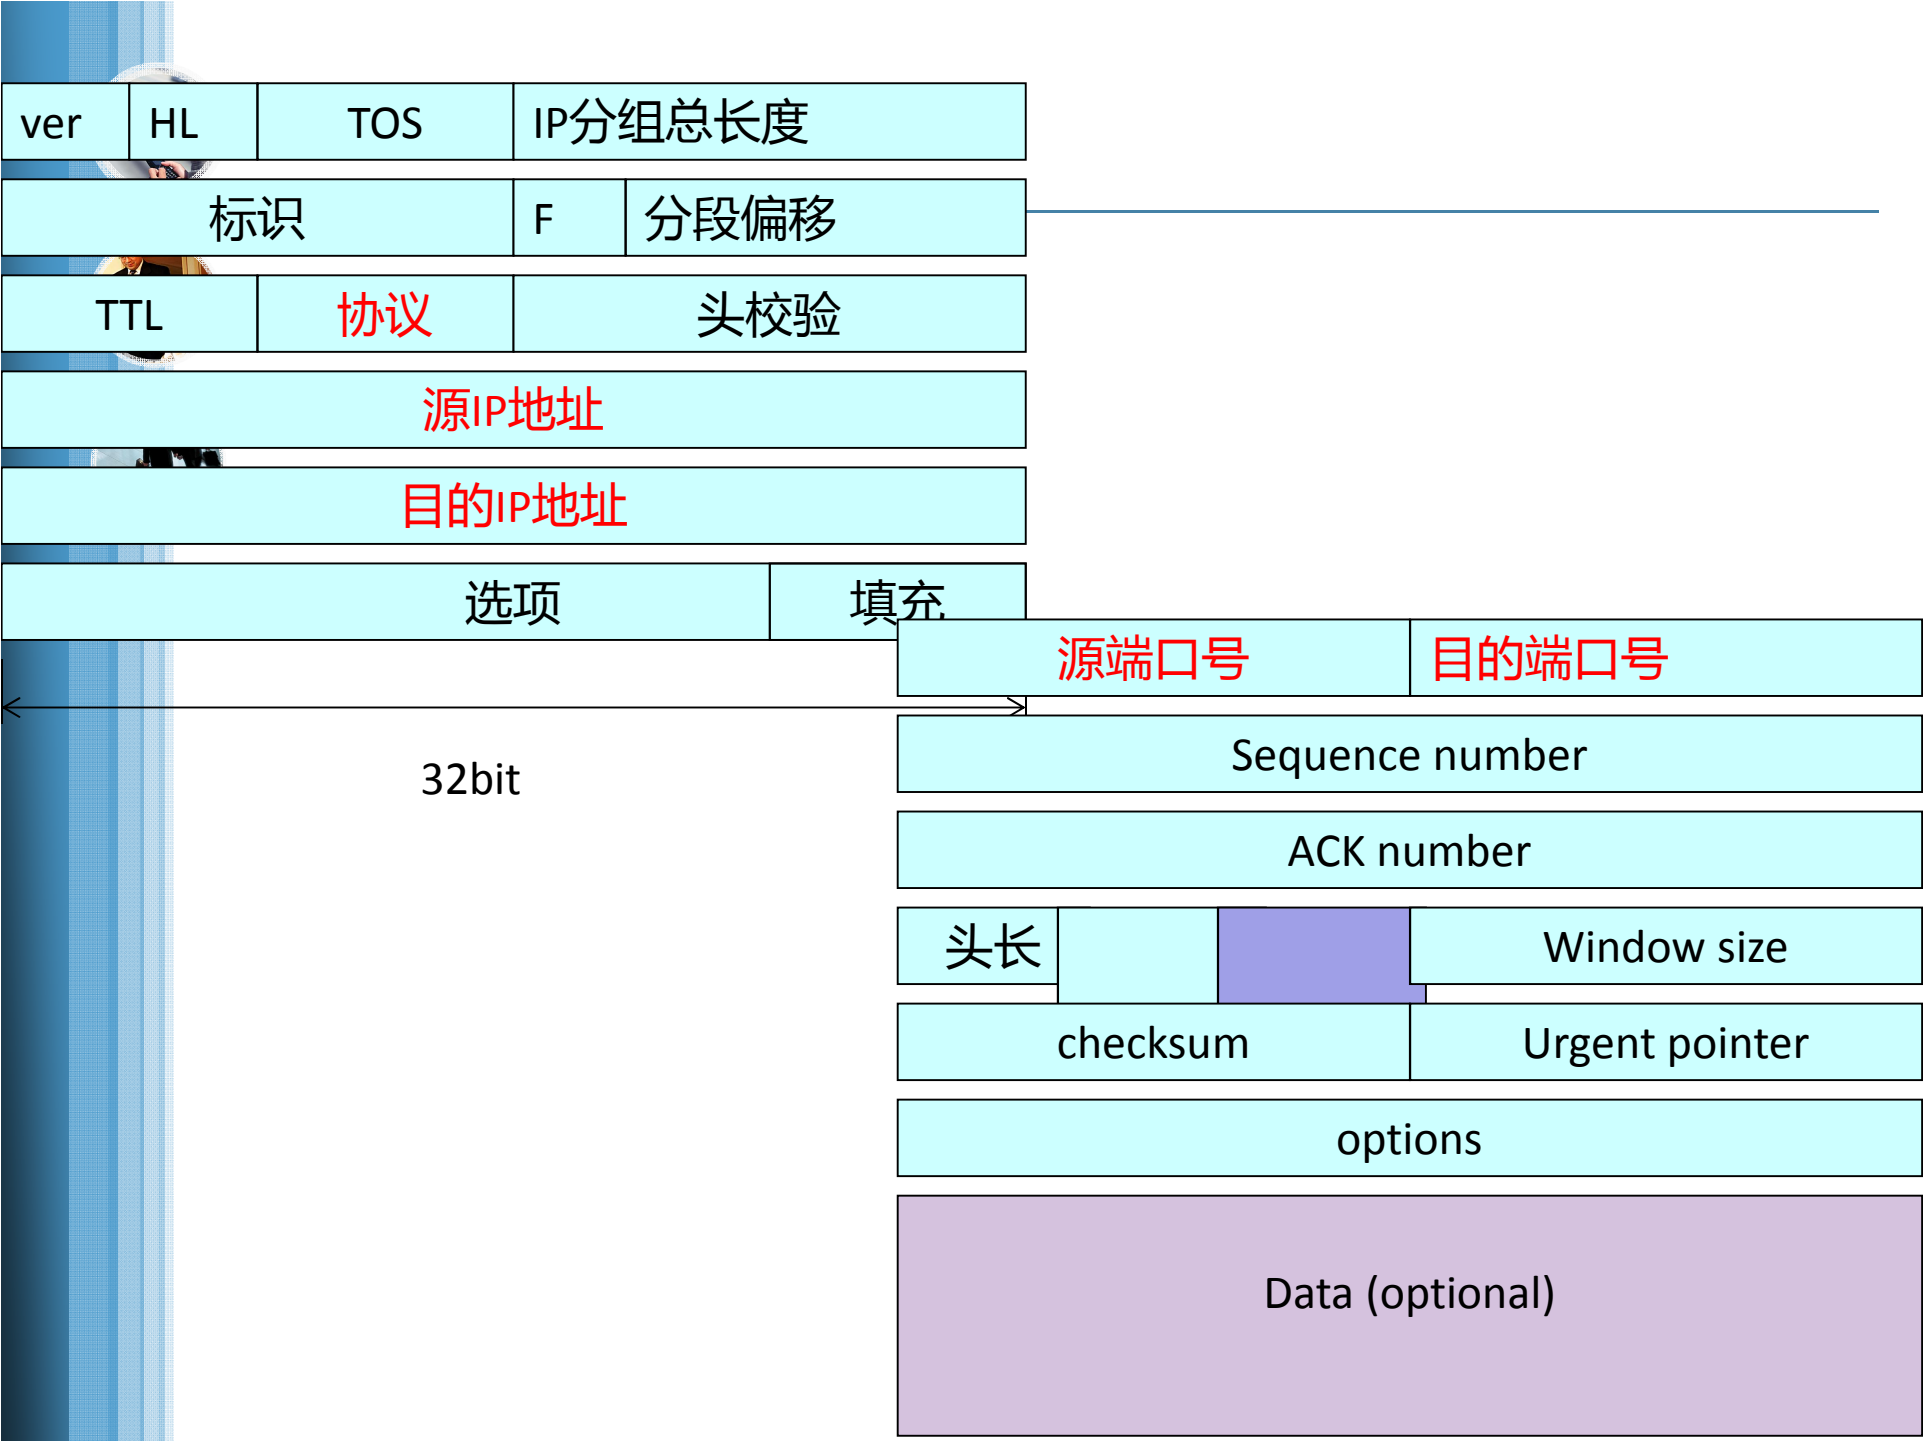 ver HL TOS IP分组总长度
标识 F 分段偏移
TTL 协议 头校验
源IP地址
目的IP地址
选项 填充
32bit
源端口号 目的端口号
Sequence number
ACK number
头长 Window size
checksum Urgent pointer
options
Data (optional)